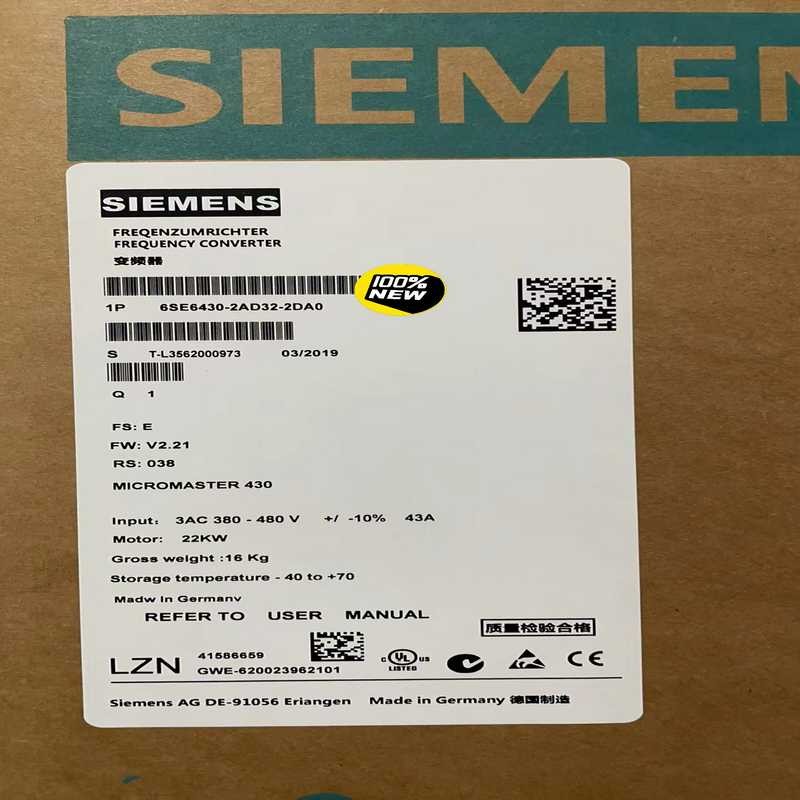 SIEMEN
SIEMENS
FREQENZUMRICHTER
FREQUENCY CONVERTER
变频器
100% NEW
1P 6SE6430-2AD32-2DA0
S T-L3562000973 03/2019
Q 1
FS: E
FW: V2.21
RS: 038
MICROMASTER 430
Input: 3AC 380 - 480 V +/ -10% 43A
Motor: 22KW
Gross weight :16 Kg
Storage temperature - 40 to +70
Madw in Germanv
REFER TO USER MANUAL
质量检验合格
LZN 41586659
GWE-620023962101
C UL US LISTED
CE
Siemens AG DE-91056 Eriangen Made in Germany 德国制造